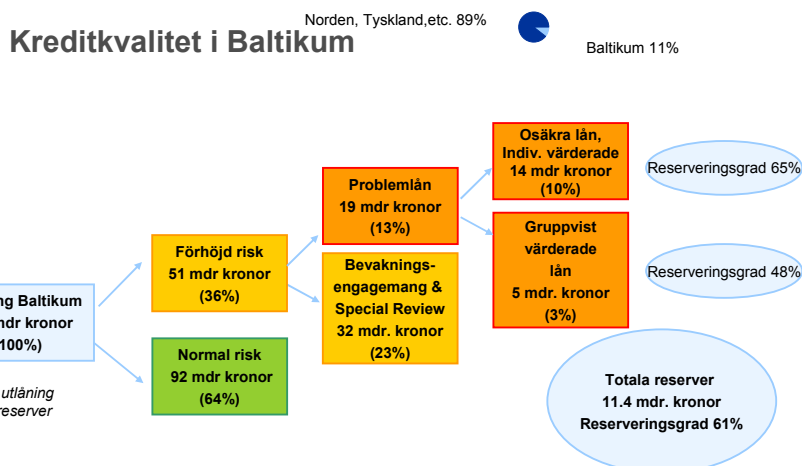 Norden, Tyskland,etc. 89%
Kreditkvalitet i Baltikum
Baltikum 11%
Osäkra lån,
Indiv. värderade
14 mdr kronor
(10%)
Reserveringsgrad 65%
Problemlån
19 mdr kronor
(13%)
Gruppvist
värderade
lån
5 mdr. kronor
(3%)
Reserveringsgrad 48%
Förhöjd risk
51 mdr kronor
(36%)
Bevaknings-
engagemang &
Special Review
32 mdr. kronor
(23%)
Baltikum
kronor
100%)
Normal risk
92 mdr kronor
(64%)
utlåning
reserver
Totala reserver
11.4 mdr. kronor
Reserveringsgrad 61%